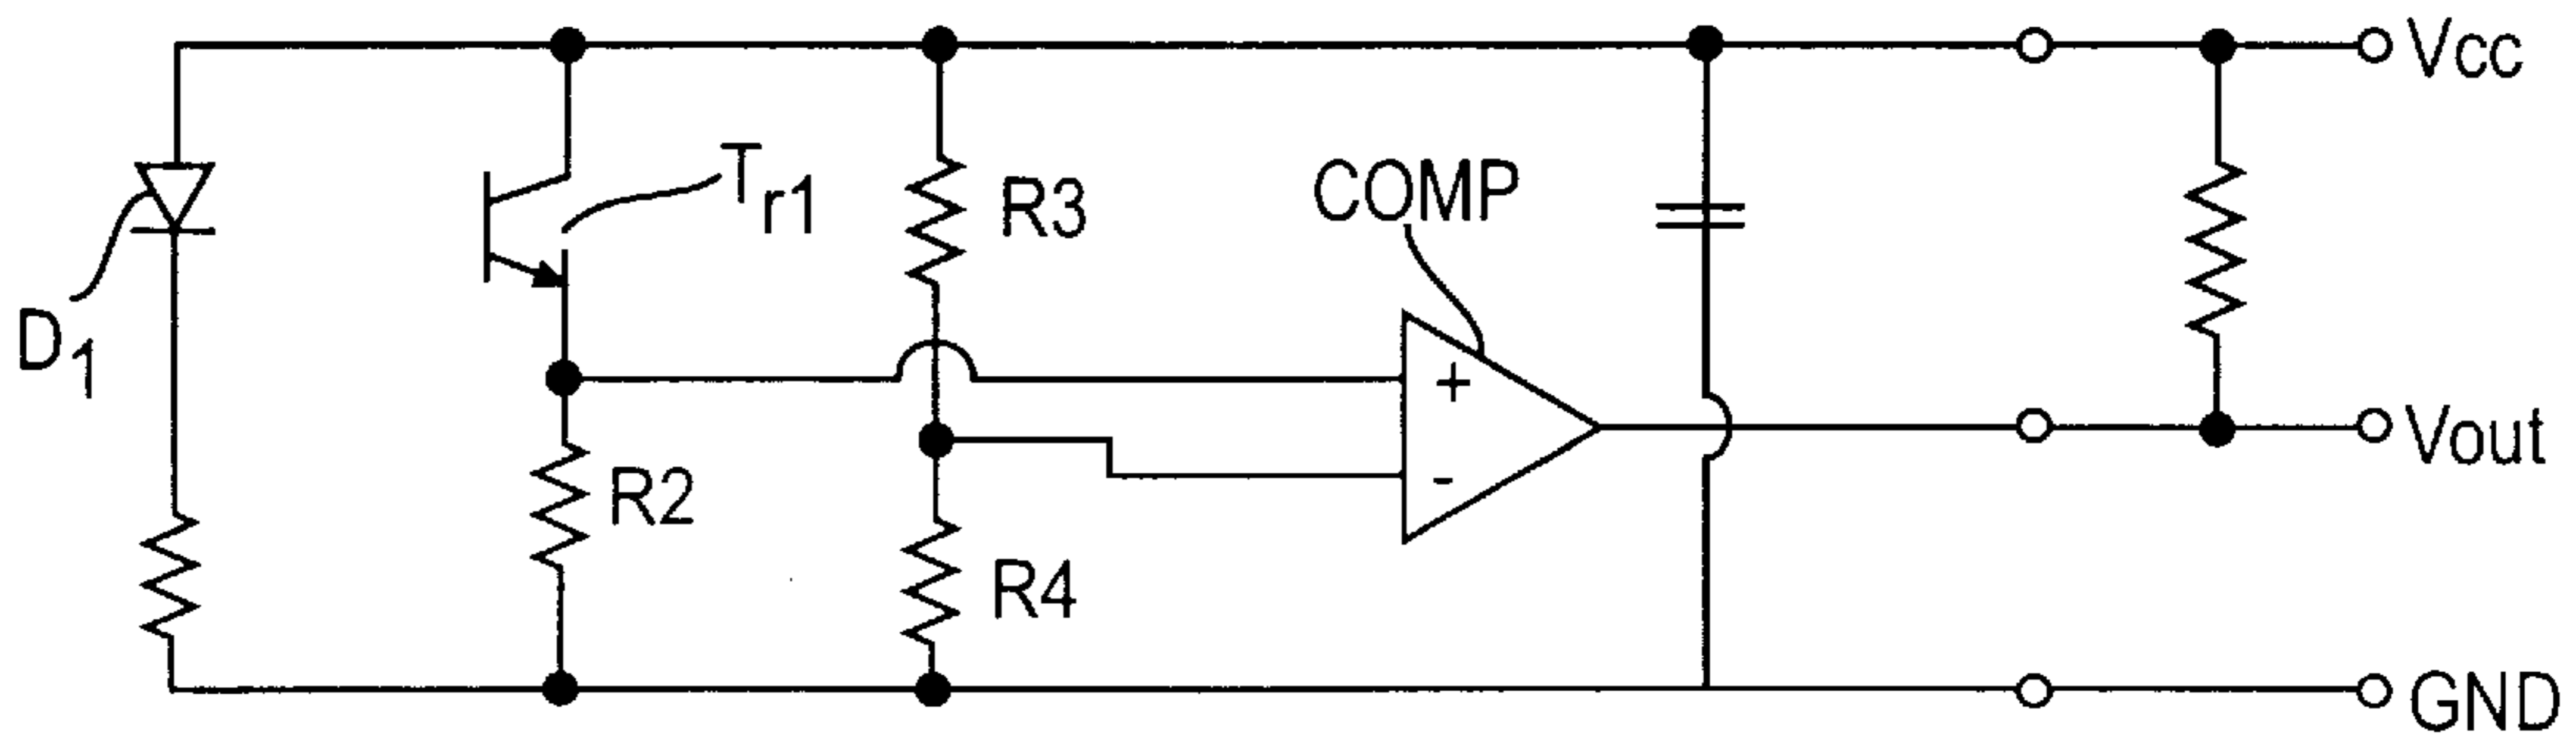 Vcc
Tr1
R3
COMP
D1
+
-
R2
Vout
R4
GND